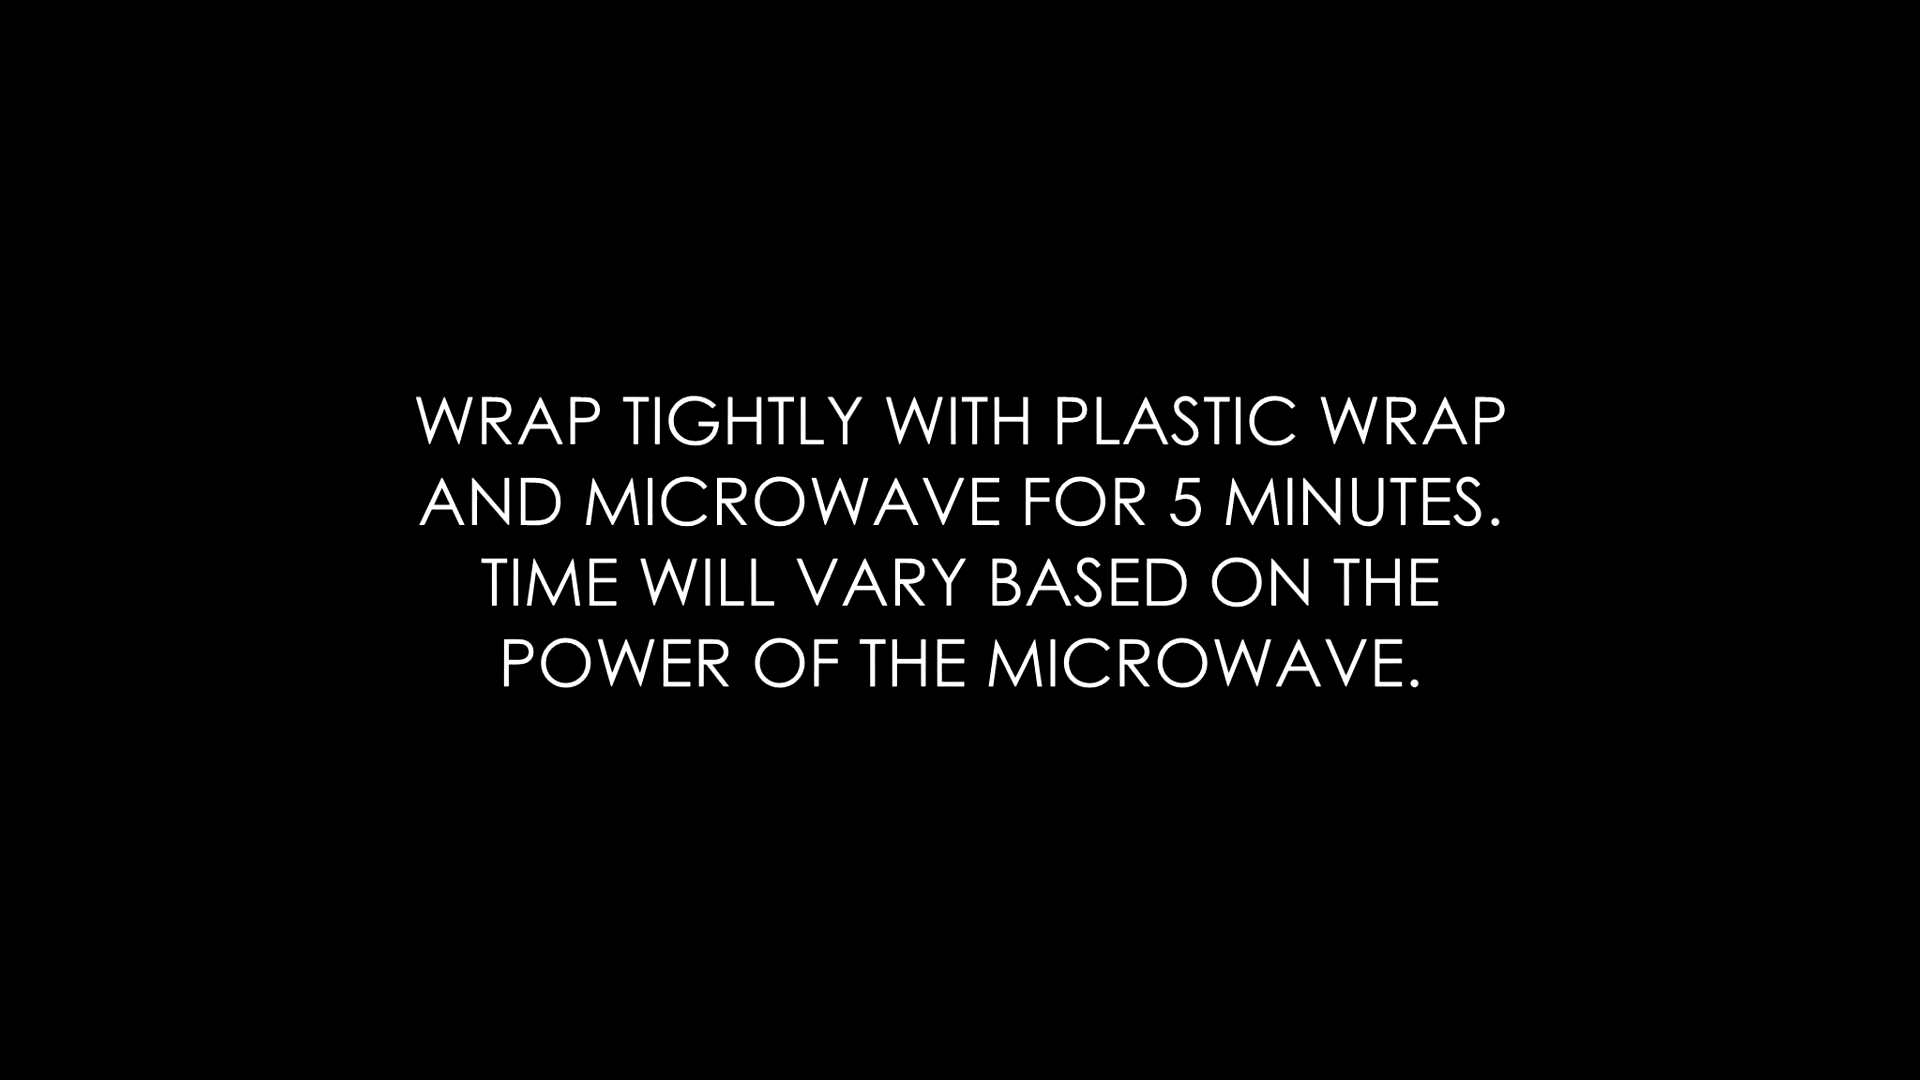 WRAP TIGHTLY WITH PLASTIC WRAP
AND MICROWAVE FOR 5 MINUTES.
TIME WILL VARY BASED ON THE
POWER OF THE MICROWAVE.